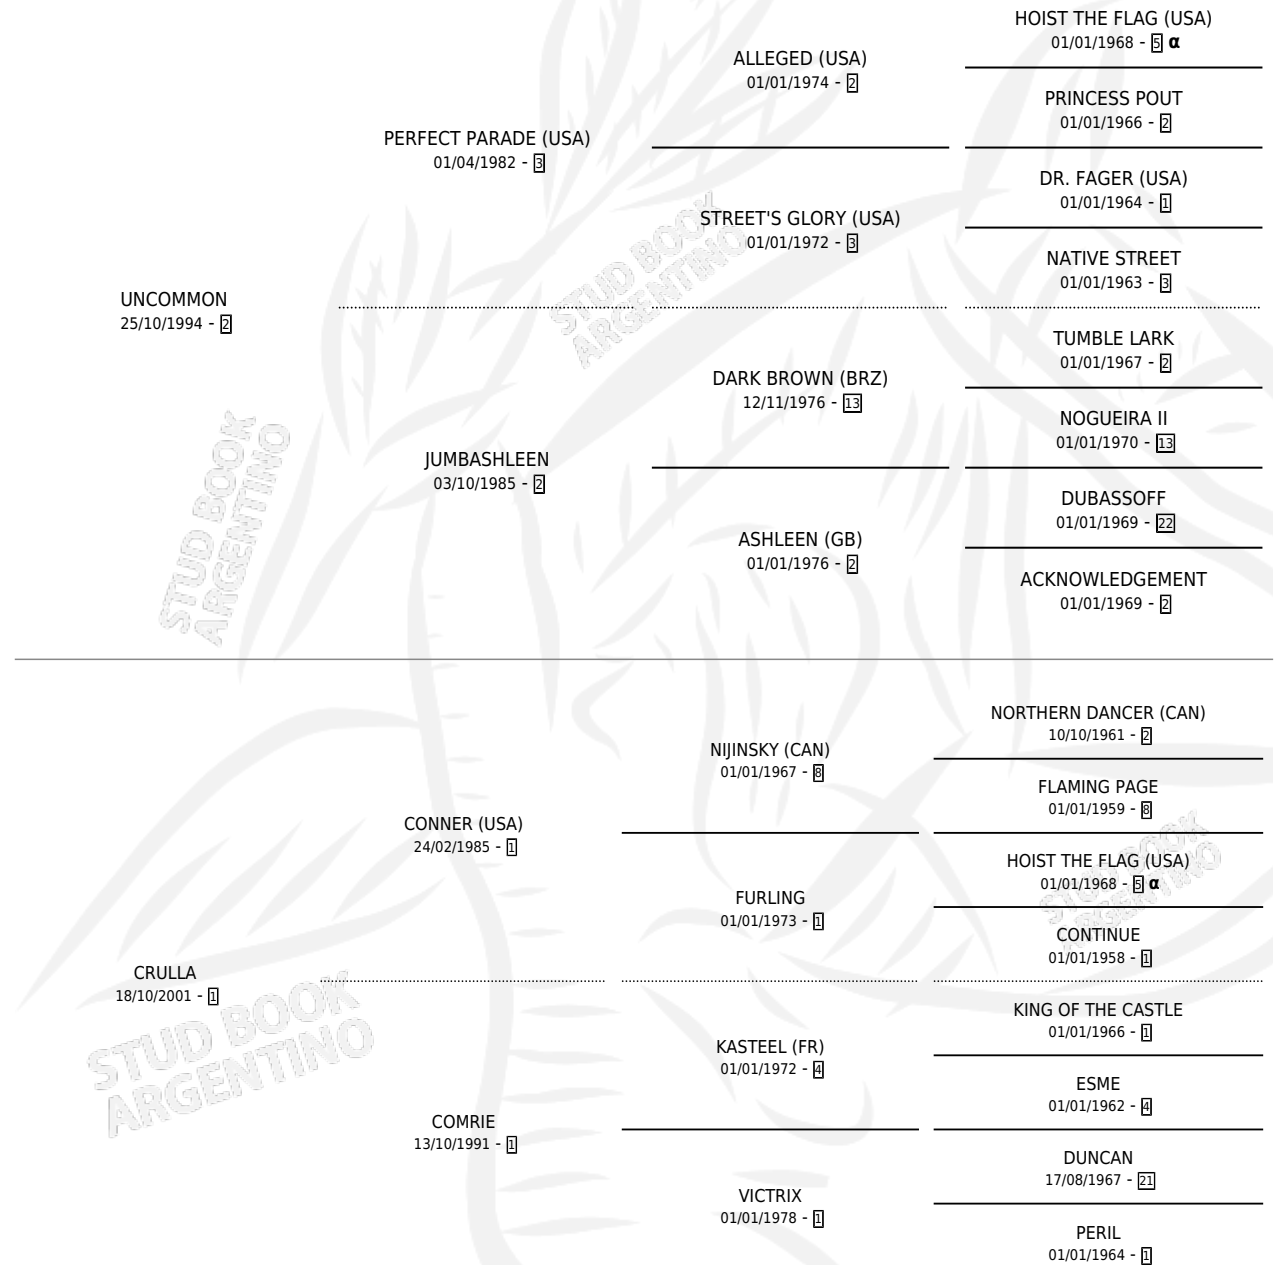 HOIST THE FLAG (USA)
01/01/1968 - 5 α
ALLEGED (USA)
01/01/1974 - 2
PRINCESS POUT
01/01/1966 - 2
PERFECT PARADE (USA)
01/04/1982 - 3
DR. FAGER (USA)
01/01/1964 - 1
STREET'S GLORY (USA)
01/01/1972 - 3
NATIVE STREET
01/01/1963 - 3
UNCOMMON
25/10/1994 - 2
TUMBLE LARK
01/01/1967 - 2
DARK BROWN (BRZ)
12/11/1976 - 13
NOGUEIRA II
01/01/1970 - 13
JUMBASHLEEN
03/10/1985 - 2
DUBASSOFF
01/01/1969 - 22
ASHLEEN (GB)
01/01/1976 - 2
ACKNOWLEDGEMENT
01/01/1969 - 2
NORTHERN DANCER (CAN)
10/10/1961 - 2
NIJINSKY (CAN)
01/01/1967 - 8
FLAMING PAGE
01/01/1959 - 8
CONNER (USA)
24/02/1985 - 1
HOIST THE FLAG (USA)
01/01/1968 - 5 α
FURLING
01/01/1973 - 1
CONTINUE
01/01/1958 - 1
CRULLA
18/10/2001 - 1
KING OF THE CASTLE
01/01/1966 - 1
KASTEEL (FR)
01/01/1972 - 4
ESME
01/01/1962 - 4
COMRIE
13/10/1991 - 1
DUNCAN
17/08/1967 - 21
VICTRIX
01/01/1978 - 1
PERIL
01/01/1964 - 1
STUD BOOK
ARGENTINO
STUD BOOK
ARGENTINO
STUD BOOK
ARGENTINO
STUD BOOK
ARGENTINO